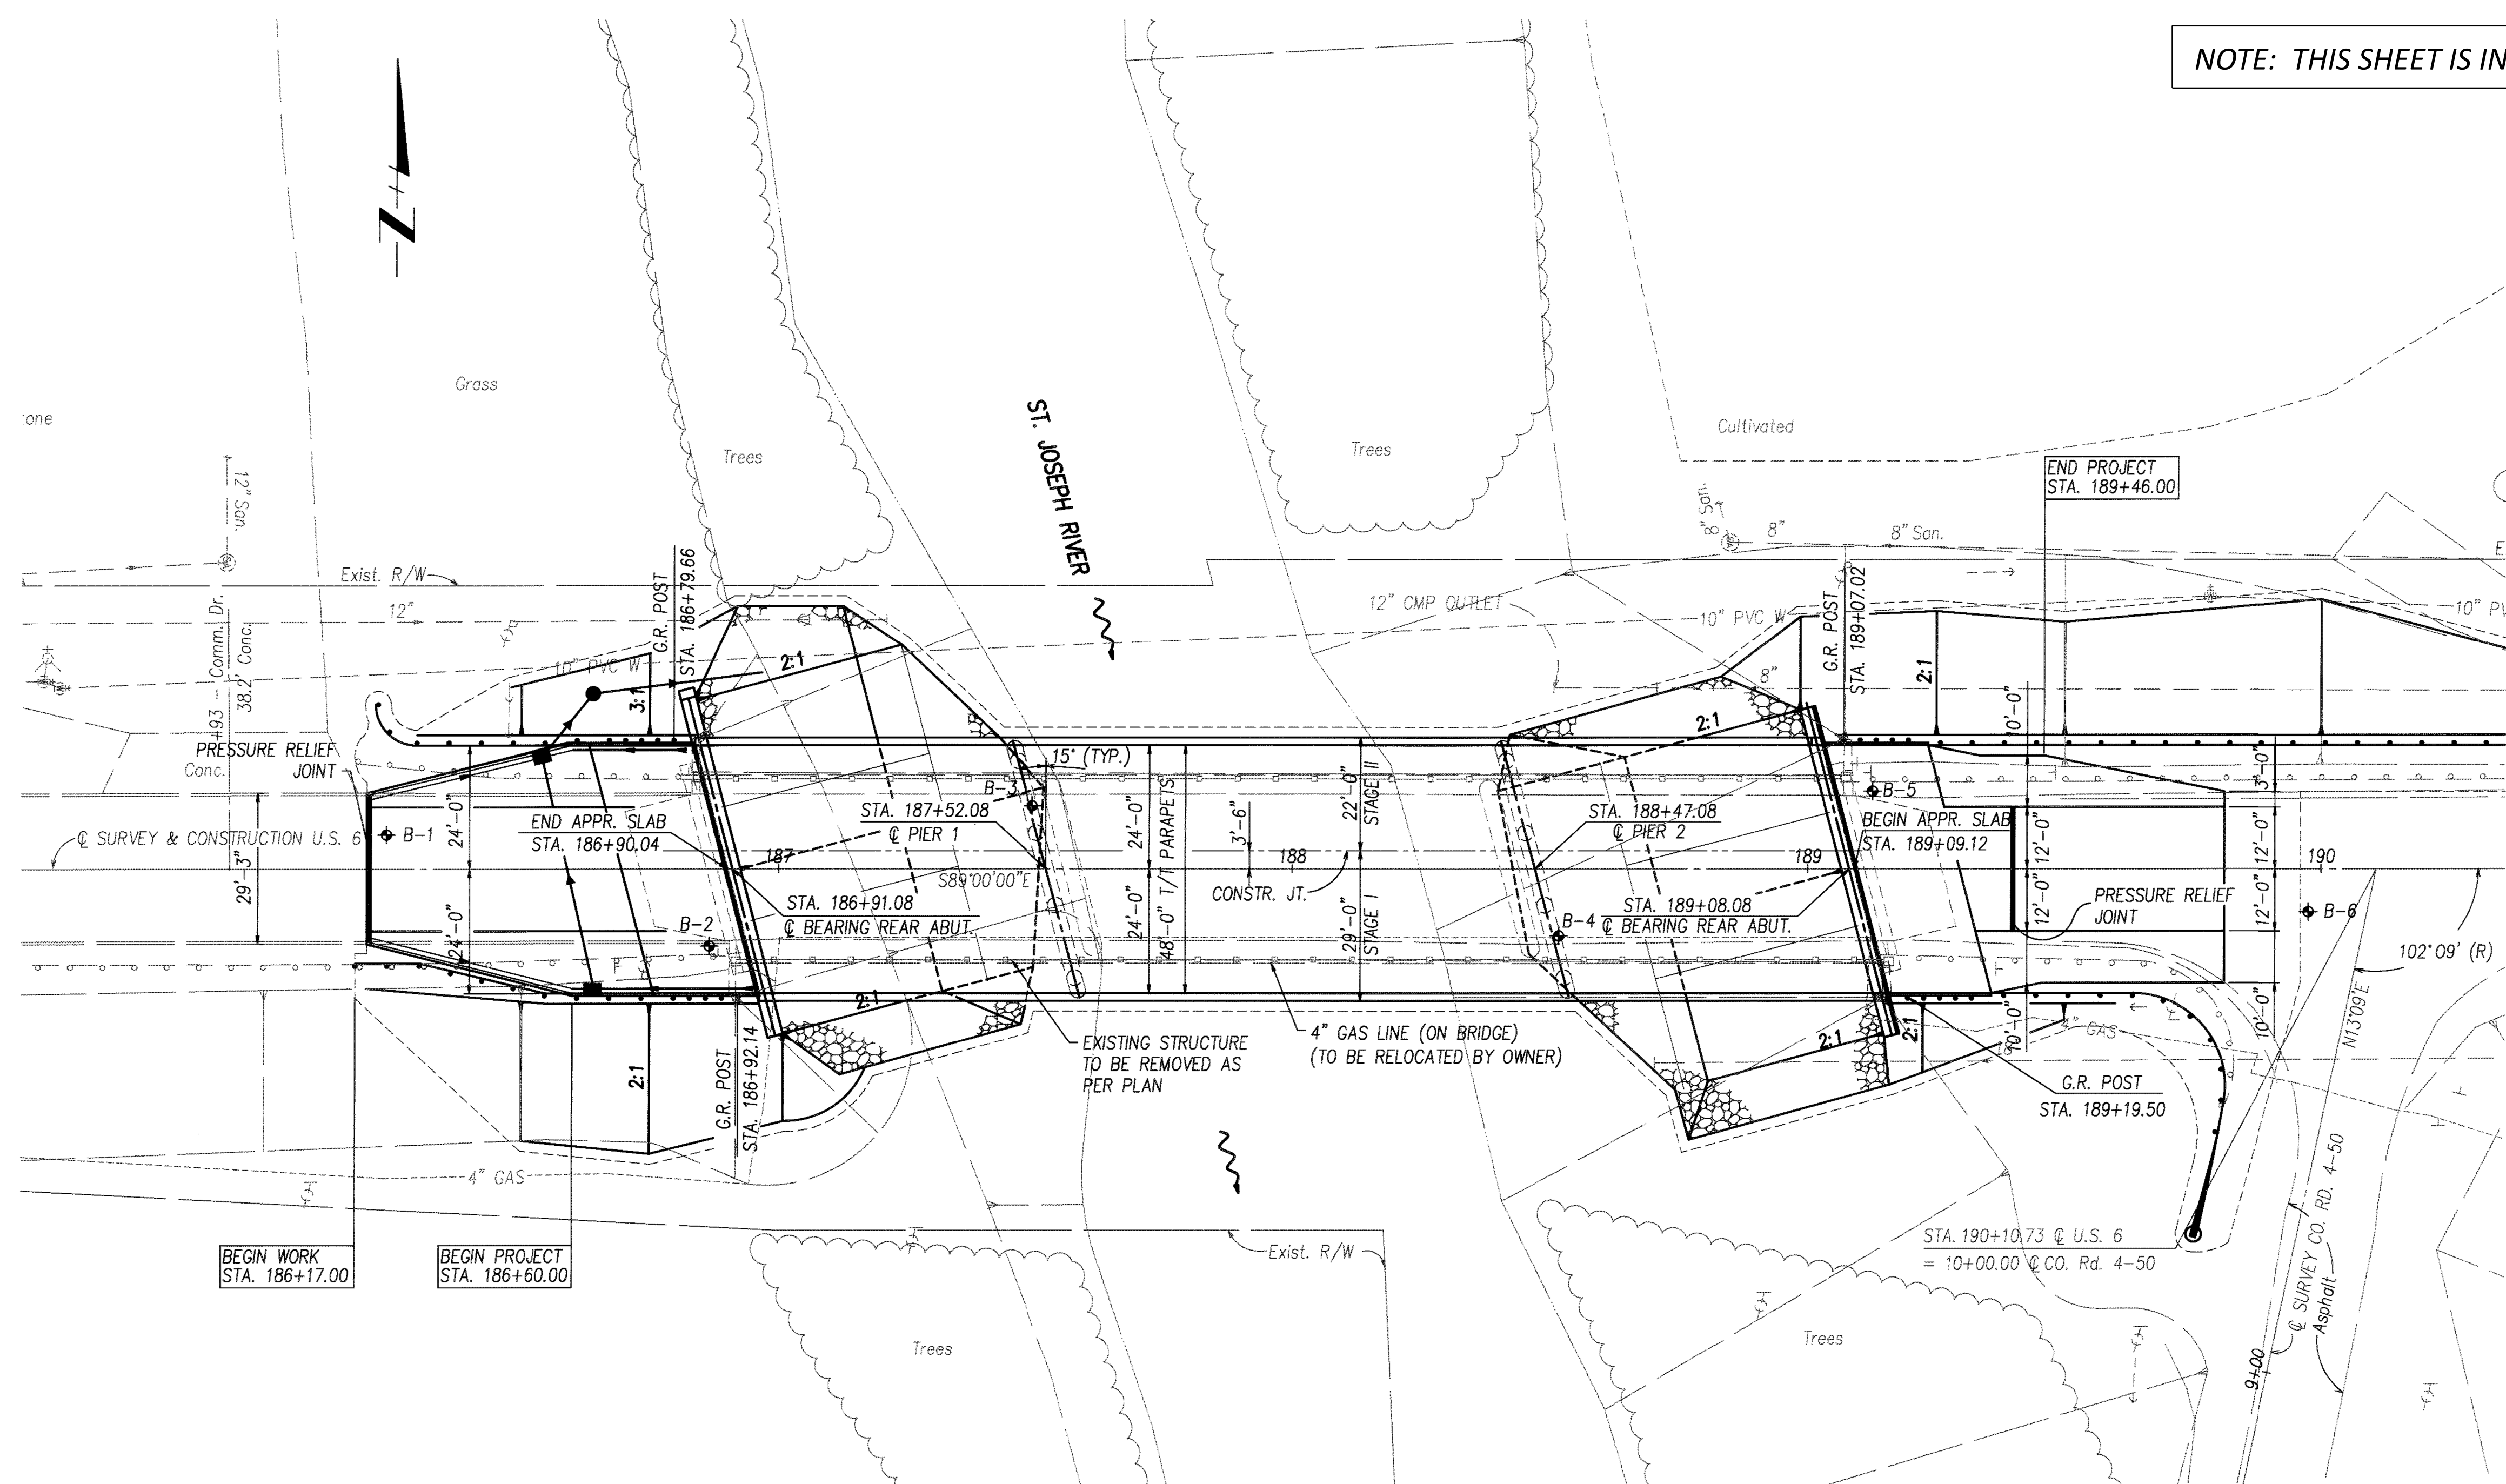 NOTE: THIS SHEET IS IN
Z
Grass
Trees
Trees
Cultivated
ST. JOSEPH RIVER
12" San.
+93 - Comm. Dr.
38.2' Conc.
Conc.
Exist. R/W
12"
10" PVC W
G.R. POST
STA. 186+79.66
12" CMP OUTLET
10" PVC W
8" San.
8"
8" San.
8"
G.R. POST
STA. 189+07.02
END PROJECT
STA. 189+46.00
PRESSURE RELIEF
JOINT
3:1
2:1
2:1
2:1
15° (TYP.)
10'-0"
3'-0"
℄ SURVEY & CONSTRUCTION U.S. 6
B-1
29'-3"
24'-0"
24'-0"
END APPR. SLAB
STA. 186+90.04
187
B-3
STA. 187+52.08
℄ PIER 1
S89°00'00"E
STA. 186+91.08
℄ BEARING REAR ABUT.
B-2
24'-0"
24'-0"
48'-0" T/T PARAPETS
3'-6"
188
CONSTR. JT.
22'-0"
STAGE II
29'-0"
STAGE I
STA. 188+47.08
℄ PIER 2
B-4
STA. 189+08.08
℄ BEARING REAR ABUT.
189
B-5
BEGIN APPR. SLAB
STA. 189+09.12
12'-0"
12'-0"
12'-0"
12'-0"
10'-0"
10'-0"
190
B-6
PRESSURE RELIEF
JOINT
102°09' (R)
N13°09'E
2:1
2:1
2:1
2:1
4" GAS
G.R. POST
STA. 186+92.14
EXISTING STRUCTURE
TO BE REMOVED AS
PER PLAN
4" GAS LINE (ON BRIDGE)
(TO BE RELOCATED BY OWNER)
G.R. POST
STA. 189+19.50
4" GAS
BEGIN WORK
STA. 186+17.00
BEGIN PROJECT
STA. 186+60.00
Exist. R/W
STA. 190+10.73 ℄ U.S. 6
= 10+00.00 ℄ CO. Rd. 4-50
℄ SURVEY CO. RD. 4-50
Asphalt
9+00
Trees
Trees